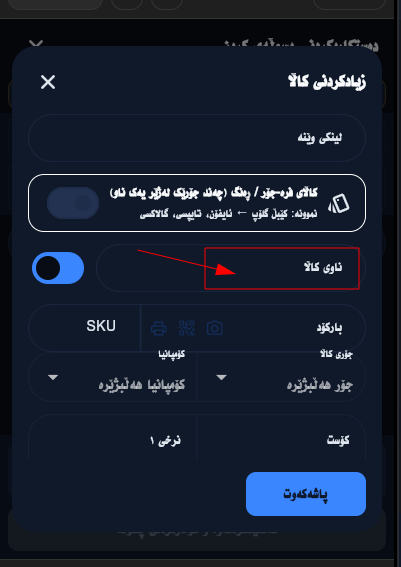 زیادکردنی کاڵا
لینکی وێنە
کاڵای فرە-جۆر / ڕەنگ (چەند جۆرێک لەژێر یەک ناو)
نموونە: کێبڵ گلۆپ ← ئایفۆن، تایپسی، گالاکسی
ناوی کاڵا
بارکۆد
SKU
جۆری کاڵا
کۆمپانیا
جۆر هەڵبژێرە
کۆمپانیا هەڵبژێرە
کۆست
نرخی ١
پاشەکەوت